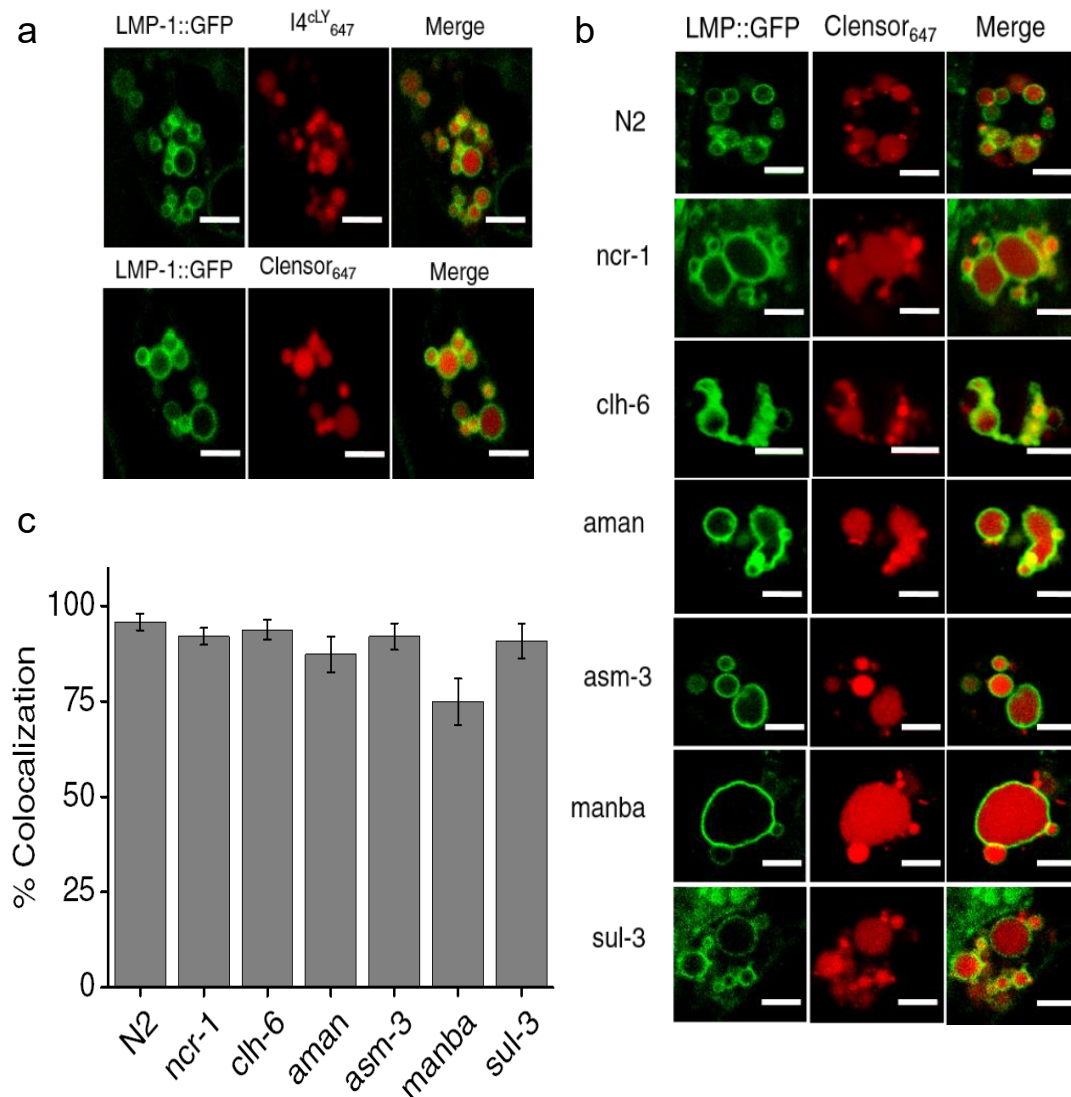 a
LMP-1::GFP I4cLY647 Merge
LMP-1::GFP Clensor647 Merge
b
LMP::GFP Clensor647 Merge
N2
ncr-1
clh-6
aman
asm-3
manba
sul-3
c
% Colocalization
100
75
50
25
0
N2 ncr-1 clh-6 aman asm-3 manba sul-3